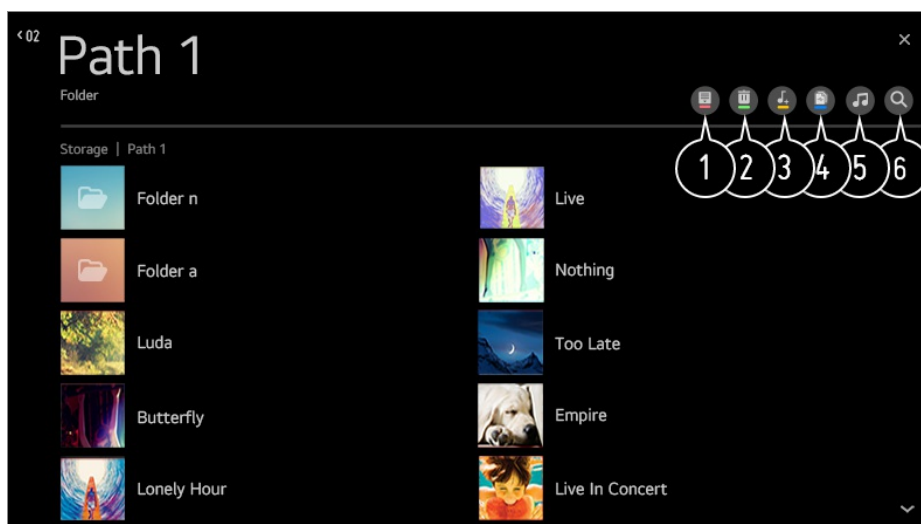 ‹ 02
Path 1
Folder
1 2 3 4 5 6
Storage | Path 1
Folder n
Live
Folder a
Nothing
Luda
Too Late
Butterfly
Empire
Lonely Hour
Live In Concert